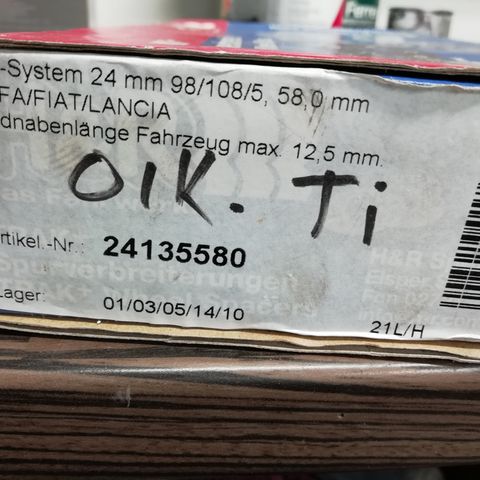 -System 24 mm 98/108/5, 58,0 mm
FA/FIAT/LANCIA
dnabenlänge Fahrzeug max. 12,5 mm.
OIK. Ti
rtikel.-Nr.: 24135580
Spurverbreiterungen
Lager: 01/03/05/14/10
21L/H